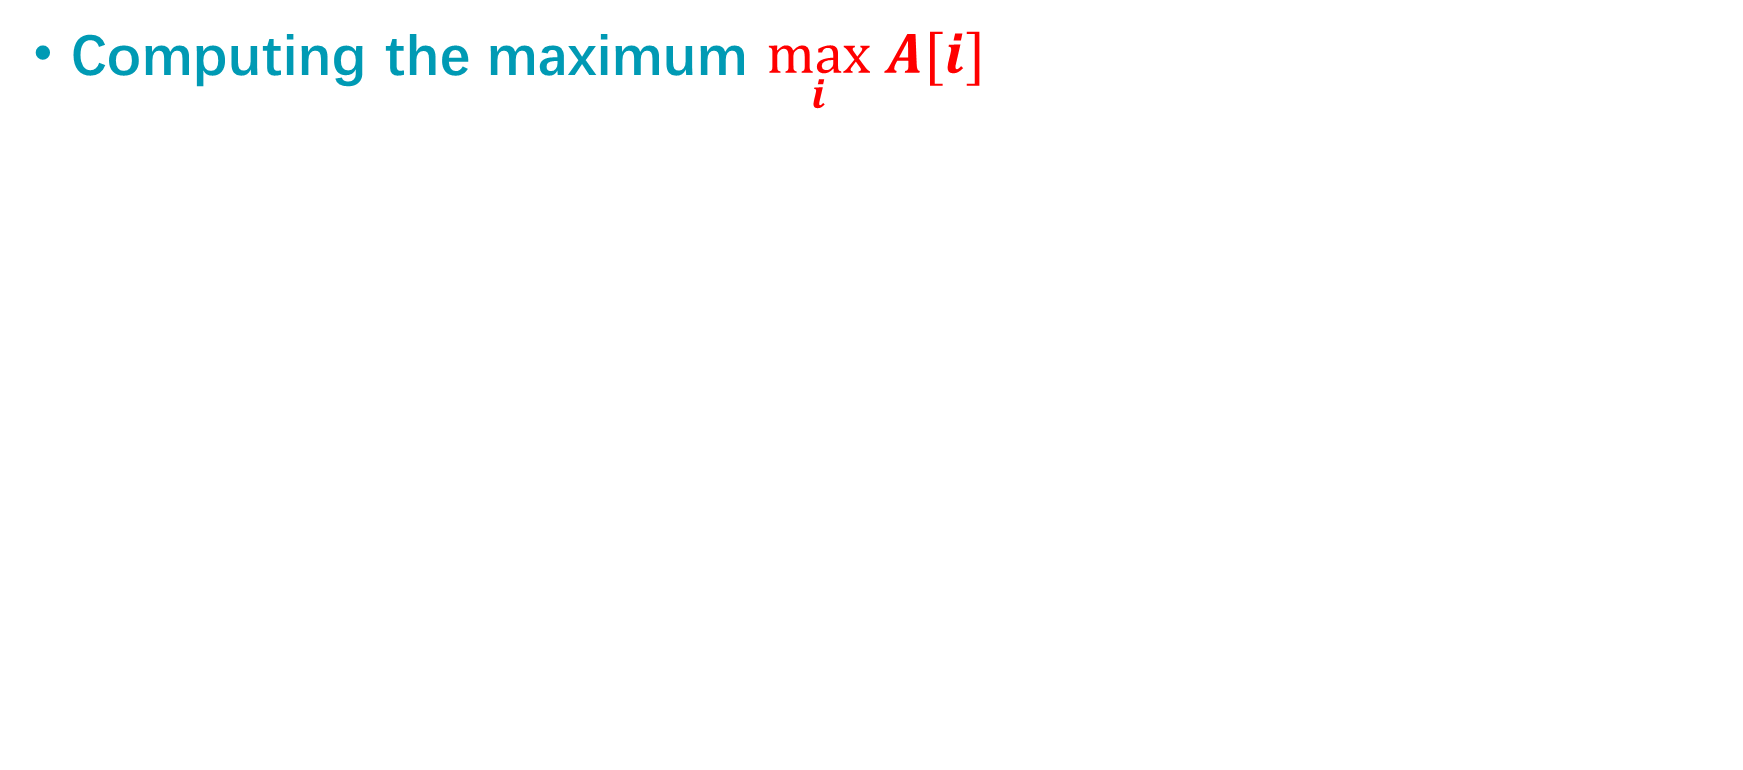 • Computing the maximum max A[i]
i